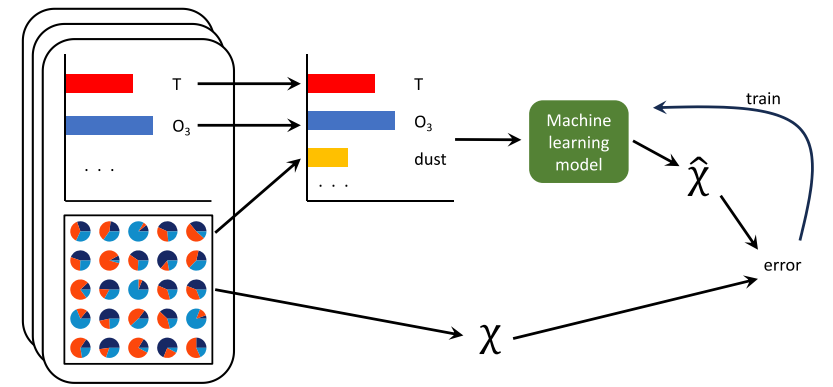 T
O₃
. . .
T
O₃
dust
. . .
Machine
learning
model
train
χ̂
error
χ